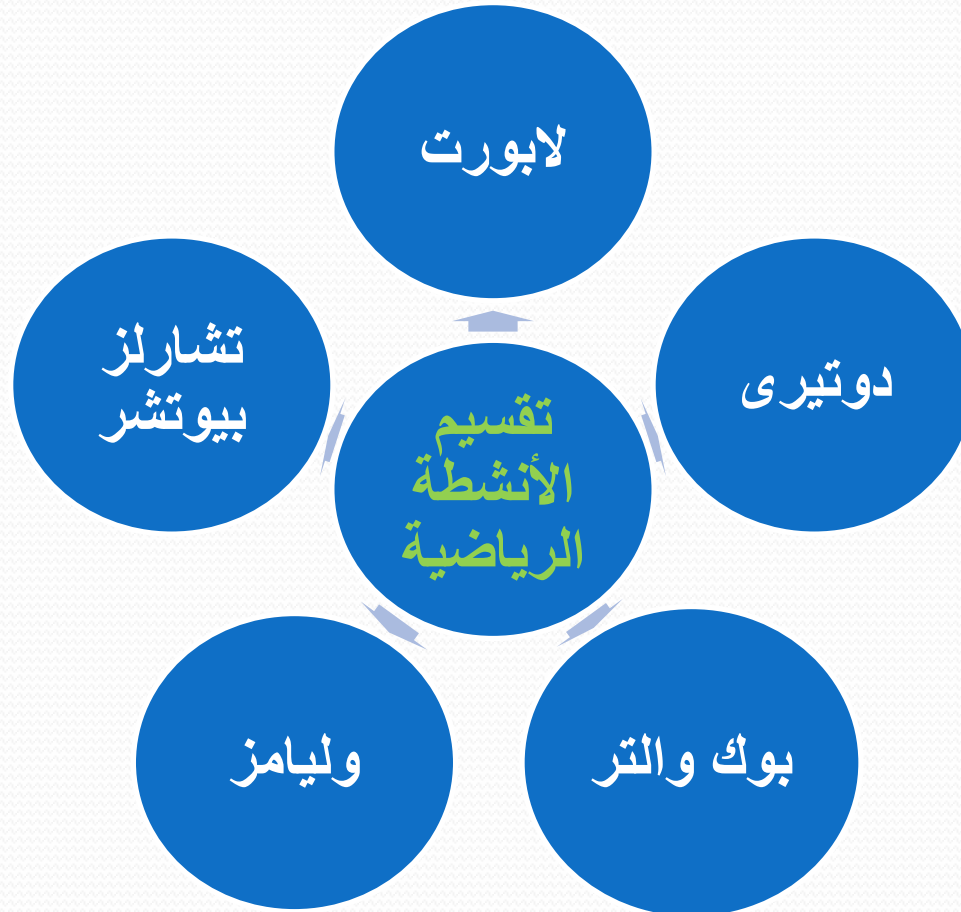 لابورت
تشارلز
بيوتشر
دوتيرى
تقسيم
الأنشطة
الرياضية
وليامز
بوك والتر